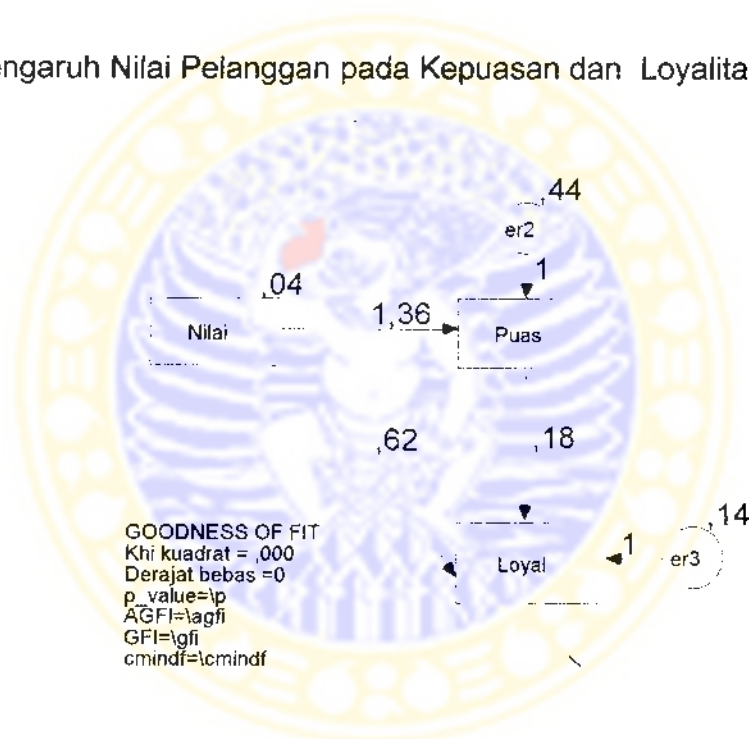 engaruh Nilai Pelanggan pada Kepuasan dan Loyalita
,44
er2
1
,04
Nilai
1,36
Puas
,62
,18
,14
GOODNESS OF FIT
Khi kuadrat = ,000
Derajat bebas =0
p_value=\p
AGFI=\agfi
GFI=\gfi
cmindf=\cmindf
Loyal
1
er3